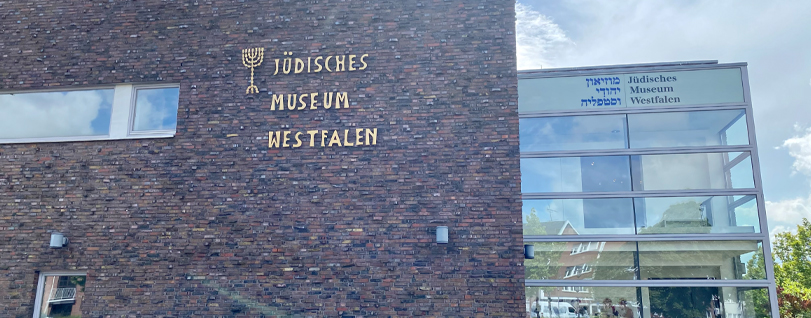 JÜDISCHES
MUSEUM
WESTFALEN
מוזיאון
יהודי
וסטפליה
Jüdisches
Museum
Westfalen